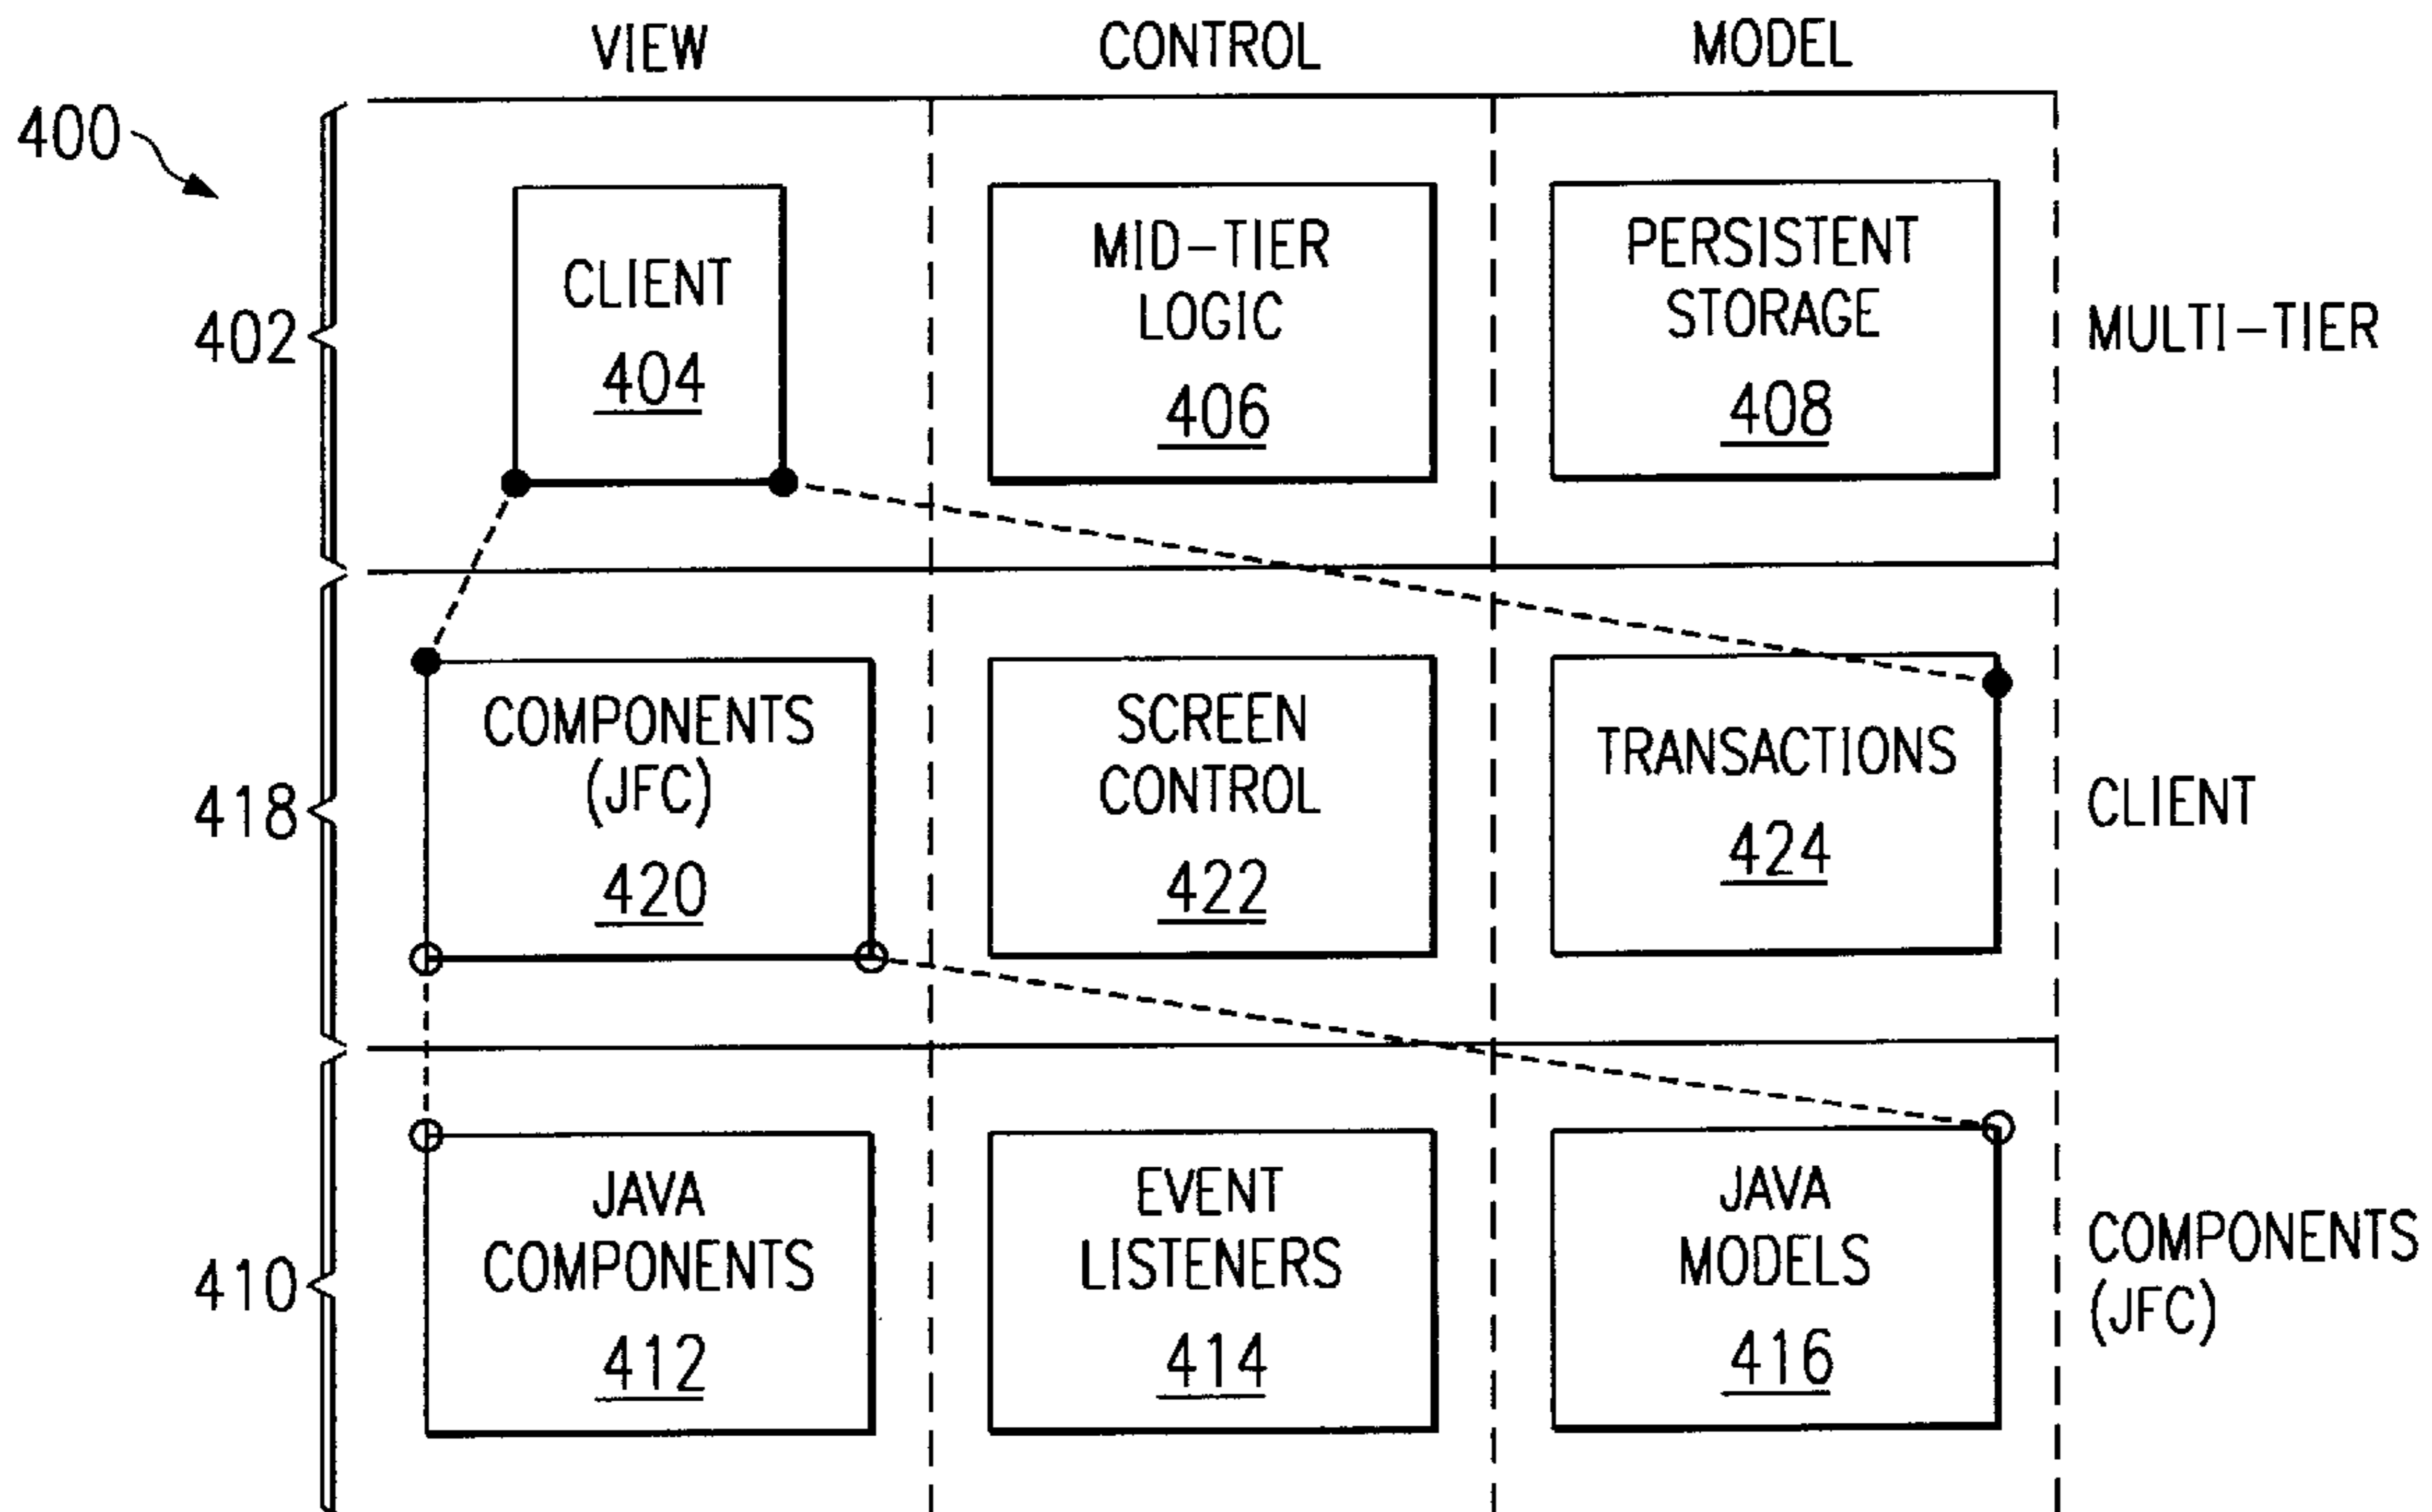 VIEW CONTROL MODEL
400
402
CLIENT
404
MID-TIER
LOGIC
406
PERSISTENT
STORAGE
408
MULTI-TIER
418
COMPONENTS
(JFC)
420
SCREEN
CONTROL
422
TRANSACTIONS
424
CLIENT
410
JAVA
COMPONENTS
412
EVENT
LISTENERS
414
JAVA
MODELS
416
COMPONENTS
(JFC)